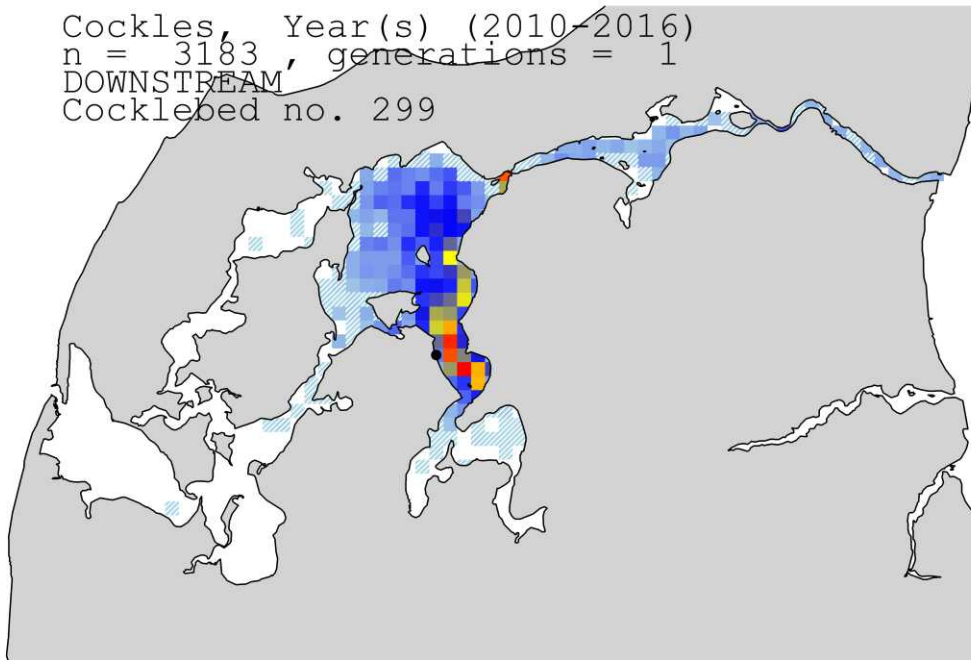 Cockles, Year(s) (2010-2016)
n = 3183 , generations = 1
DOWNSTREAM
Cocklebed no. 299